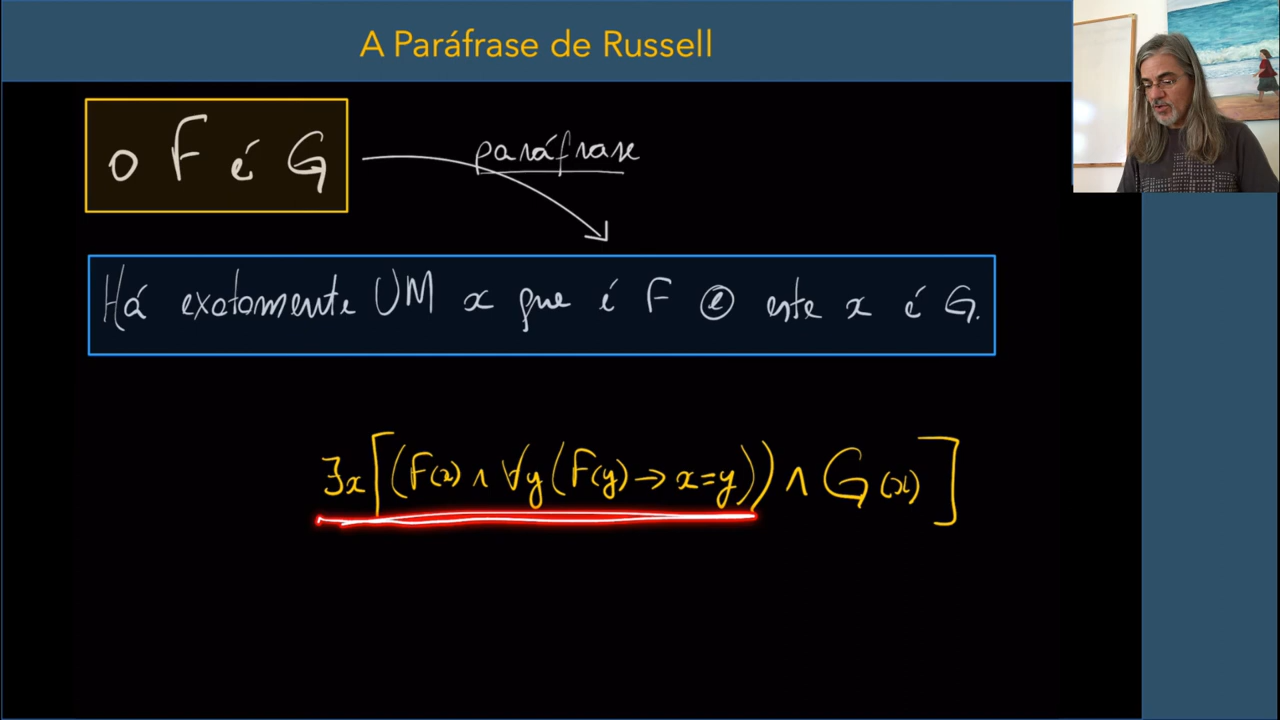 A Paráfrase de Russell
o F é G
paráfrase
Há exatamente UM x que é F e este x é G.
∃x[(F(x) ∧ ∀y(F(y) → x=y)) ∧ G(x)]